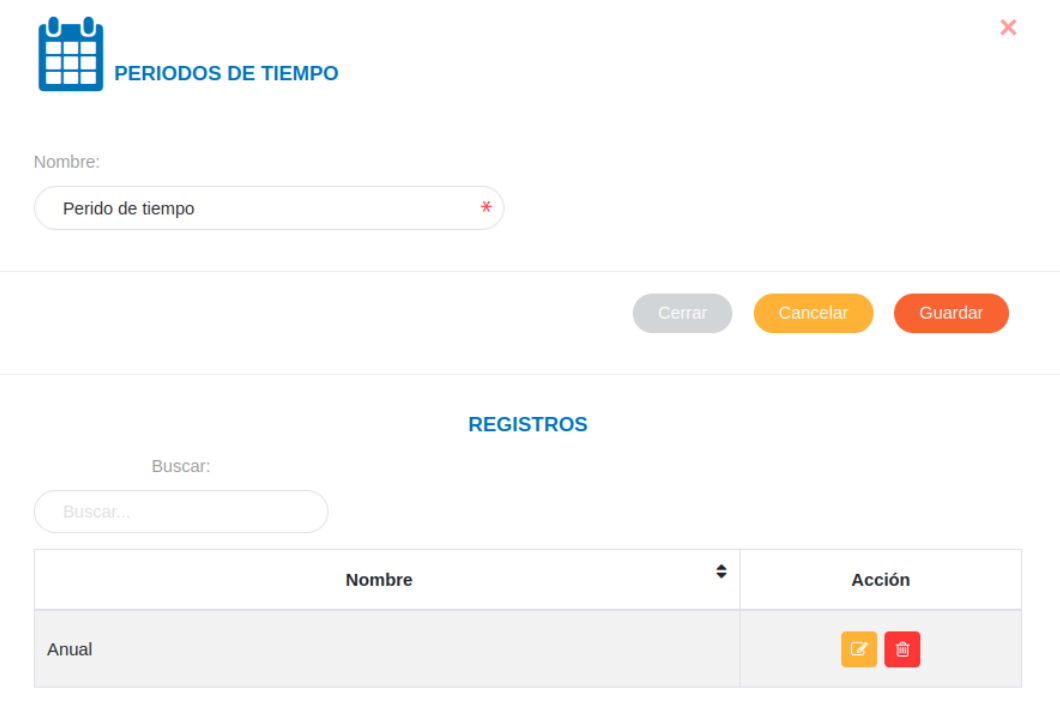 PERIODOS DE TIEMPO
Nombre:
Perido de tiempo *
Cerrar Cancelar Guardar
REGISTROS
Buscar:
Buscar...
Nombre Acción
Anual